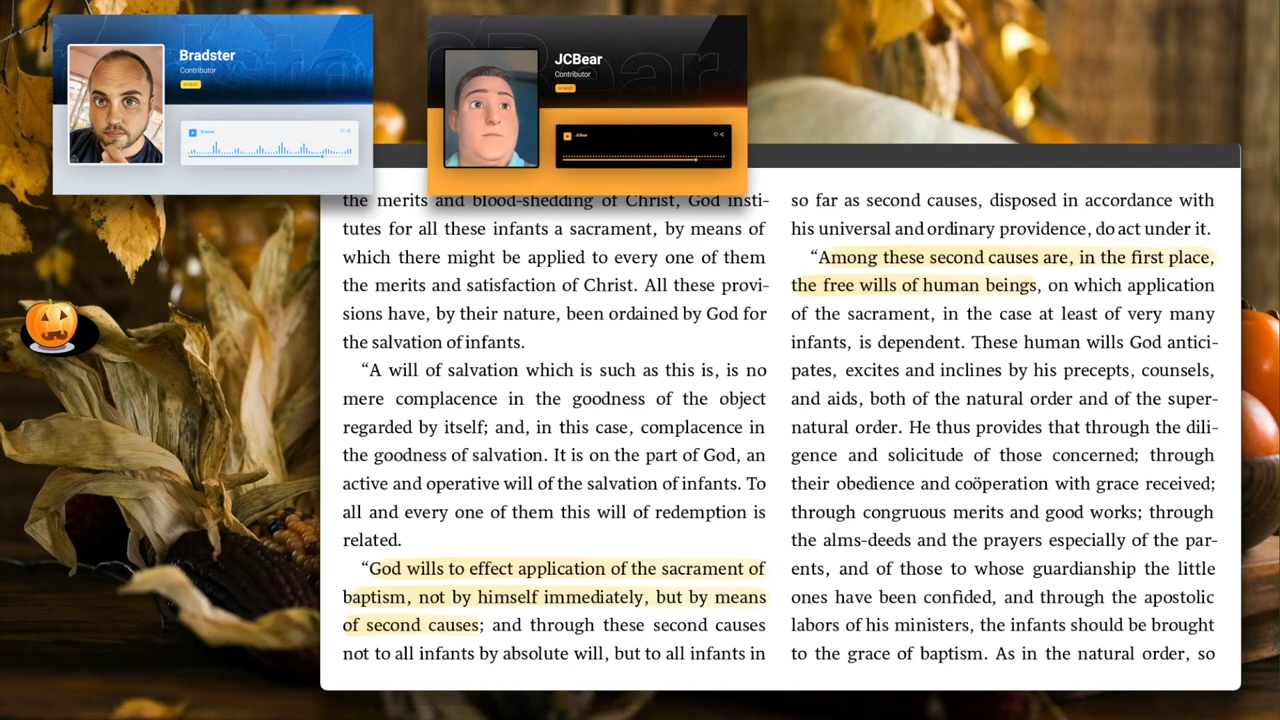 Bradster
Contributor
Bradster
JCBear
Contributor
JCBear
the merits and blood-shedding of Christ, God insti-
tutes for all these infants a sacrament, by means of
which there might be applied to every one of them
the merits and satisfaction of Christ. All these provi-
sions have, by their nature, been ordained by God for
the salvation of infants.
“A will of salvation which is such as this is, is no
mere complacence in the goodness of the object
regarded by itself; and, in this case, complacence in
the goodness of salvation. It is on the part of God, an
active and operative will of the salvation of infants. To
all and every one of them this will of redemption is
related.
“God wills to effect application of the sacrament of
baptism, not by himself immediately, but by means
of second causes; and through these second causes
not to all infants by absolute will, but to all infants in
so far as second causes, disposed in accordance with
his universal and ordinary providence, do act under it.
“Among these second causes are, in the first place,
the free wills of human beings, on which application
of the sacrament, in the case at least of very many
infants, is dependent. These human wills God antici-
pates, excites and inclines by his precepts, counsels,
and aids, both of the natural order and of the super-
natural order. He thus provides that through the dili-
gence and solicitude of those concerned; through
their obedience and coöperation with grace received;
through congruous merits and good works; through
the alms-deeds and the prayers especially of the par-
ents, and of those to whose guardianship the little
ones have been confided, and through the apostolic
labors of his ministers, the infants should be brought
to the grace of baptism. As in the natural order, so